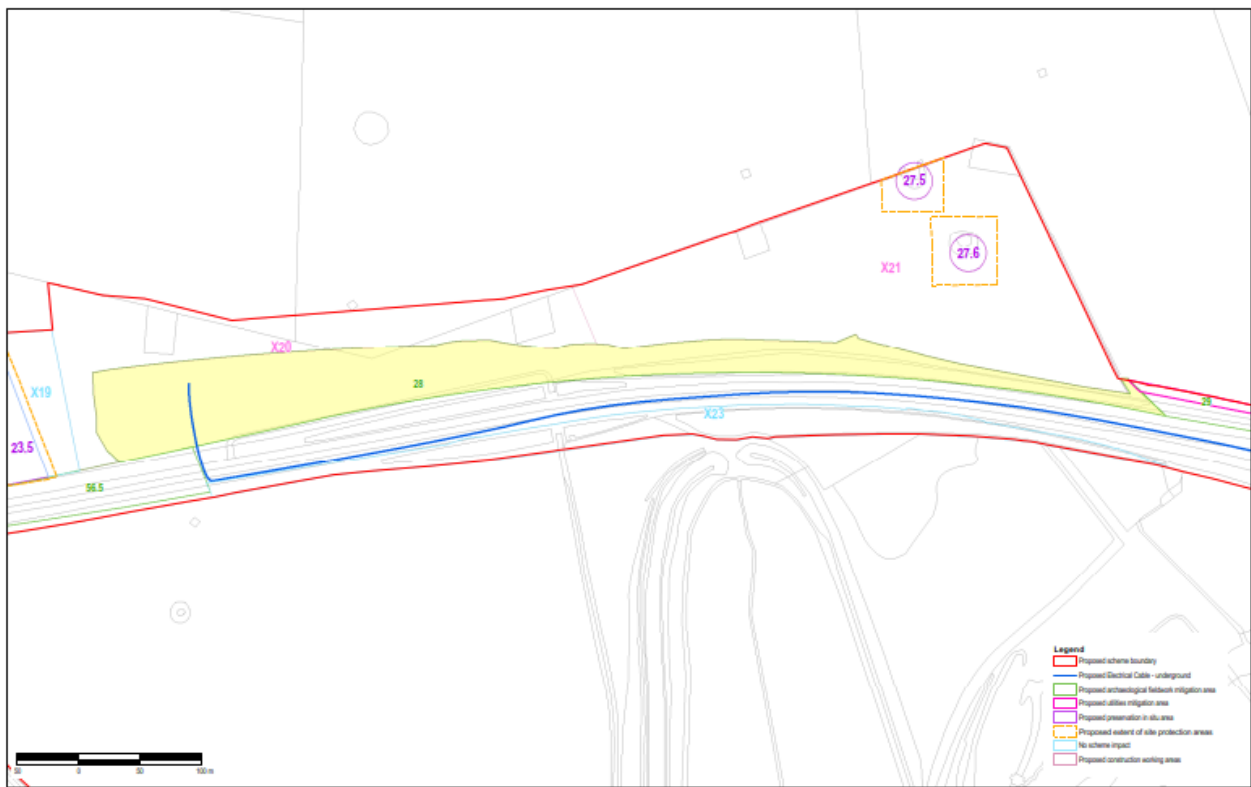 27.5
27.6
X21
X20
28
X19
X23
29
23.5
56.5
Legend
Proposed scheme boundary
Proposed Electrical Cable - underground
Proposed archaeological fieldwork mitigation area
Proposed utilities mitigation area
Proposed preservation in situ area
Proposed extent of site protection areas
No scheme impact
Proposed construction working areas
50 0 50 100 m